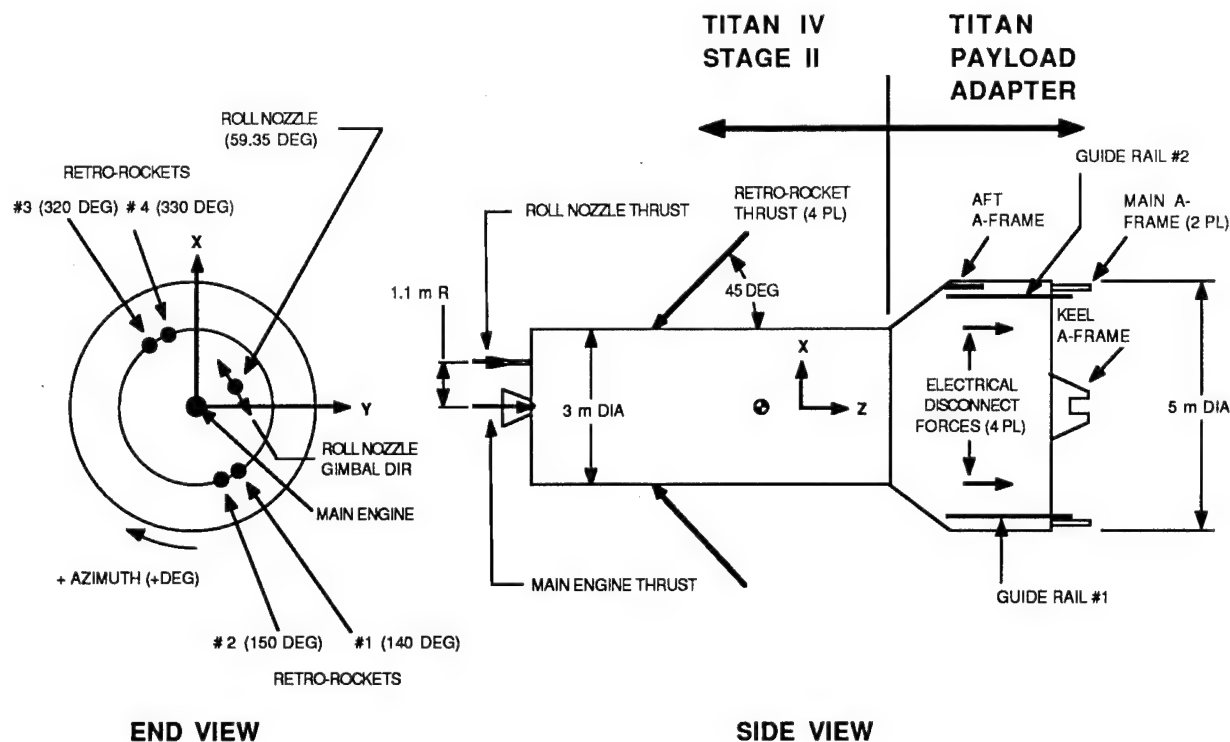 TITAN IV
STAGE II
TITAN
PAYLOAD
ADAPTER
ROLL NOZZLE
(59.35 DEG)
RETRO-ROCKETS
#3 (320 DEG) # 4 (330 DEG)
X
Y
ROLL NOZZLE
GIMBAL DIR
MAIN ENGINE
+ AZIMUTH (+DEG)
# 2 (150 DEG) #1 (140 DEG)
RETRO-ROCKETS
END VIEW
ROLL NOZZLE THRUST
RETRO-ROCKET
THRUST (4 PL)
AFT
A-FRAME
GUIDE RAIL #2
MAIN A-
FRAME (2 PL)
1.1 m R
45 DEG
KEEL
A-FRAME
X
Z
3 m DIA
ELECTRICAL
DISCONNECT
FORCES (4 PL)
5 m DIA
MAIN ENGINE THRUST
GUIDE RAIL #1
SIDE VIEW